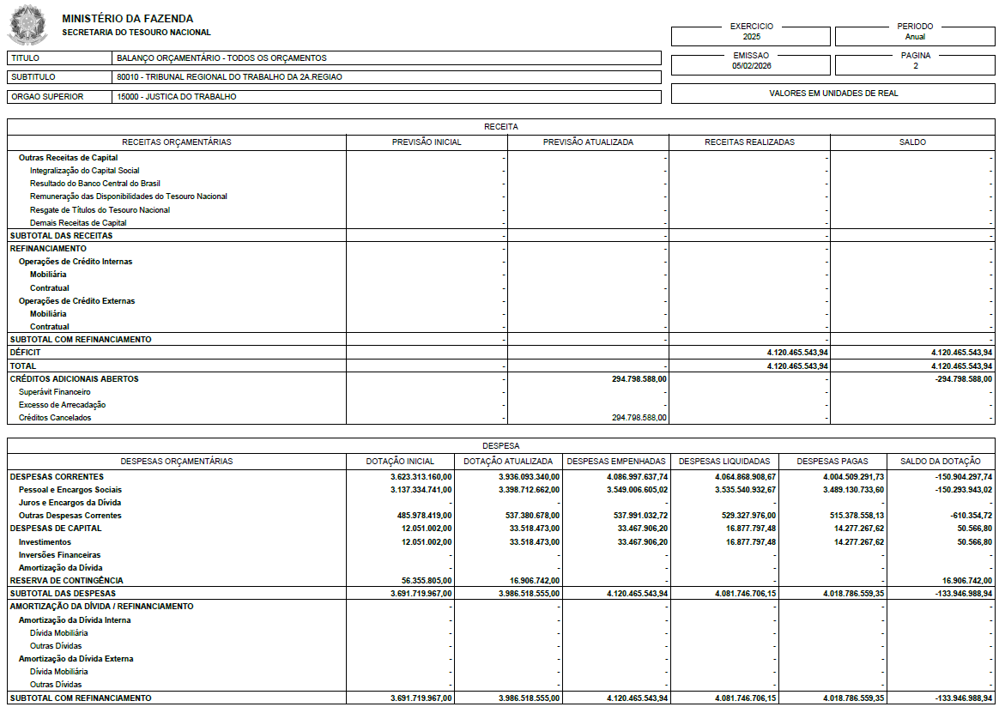 MINISTÉRIO DA FAZENDA
SECRETARIA DO TESOURO NACIONAL
EXERCICIO
2025
PERIODO
Anual
EMISSAO
05/02/2026
PAGINA
2
TITULO BALANÇO ORÇAMENTÁRIO - TODOS OS ORÇAMENTOS
SUBTITULO 80010 - TRIBUNAL REGIONAL DO TRABALHO DA 2A.REGIAO
ORGAO SUPERIOR 15000 - JUSTICA DO TRABALHO
VALORES EM UNIDADES DE REAL
RECEITA
RECEITAS ORÇAMENTÁRIAS PREVISÃO INICIAL PREVISÃO ATUALIZADA RECEITAS REALIZADAS SALDO
Outras Receitas de Capital - - - -
Integralização do Capital Social - - - -
Resultado do Banco Central do Brasil - - - -
Remuneração das Disponibilidades do Tesouro Nacional - - - -
Resgate de Títulos do Tesouro Nacional - - - -
Demais Receitas de Capital - - - -
SUBTOTAL DAS RECEITAS - - - -
REFINANCIAMENTO - - - -
Operações de Crédito Internas - - - -
Mobiliária - - - -
Contratual - - - -
Operações de Crédito Externas - - - -
Mobiliária - - - -
Contratual - - - -
SUBTOTAL COM REFINANCIAMENTO - - - -
DÉFICIT 4.120.465.543,94 4.120.465.543,94
TOTAL - - 4.120.465.543,94 4.120.465.543,94
CRÉDITOS ADICIONAIS ABERTOS - 294.798.588,00 - -294.798.588,00
Superávit Financeiro - - - -
Excesso de Arrecadação - - - -
Créditos Cancelados - 294.798.588,00 - -
DESPESA
DESPESAS ORÇAMENTÁRIAS DOTAÇÃO INICIAL DOTAÇÃO ATUALIZADA DESPESAS EMPENHADAS DESPESAS LIQUIDADAS DESPESAS PAGAS SALDO DA DOTAÇÃO
DESPESAS CORRENTES 3.623.313.160,00 3.936.093.340,00 4.086.997.637,74 4.064.868.908,67 4.004.509.291,73 -150.904.297,74
Pessoal e Encargos Sociais 3.137.334.741,00 3.398.712.662,00 3.549.006.605,02 3.535.540.932,67 3.489.130.733,60 -150.293.943,02
Juros e Encargos da Dívida - - - - - -
Outras Despesas Correntes 485.978.419,00 537.380.678,00 537.991.032,72 529.327.976,00 515.378.558,13 -610.354,72
DESPESAS DE CAPITAL 12.051.002,00 33.518.473,00 33.467.906,20 16.877.797,48 14.277.267,62 50.566,80
Investimentos 12.051.002,00 33.518.473,00 33.467.906,20 16.877.797,48 14.277.267,62 50.566,80
Inversões Financeiras - - - - - -
Amortização da Dívida - - - - - -
RESERVA DE CONTINGÊNCIA 56.355.805,00 16.906.742,00 - - - 16.906.742,00
SUBTOTAL DAS DESPESAS 3.691.719.967,00 3.986.518.555,00 4.120.465.543,94 4.081.746.706,15 4.018.786.559,35 -133.946.988,94
AMORTIZAÇÃO DA DÍVIDA / REFINANCIAMENTO - - - - - -
Amortização da Dívida Interna - - - - - -
Dívida Mobiliária - - - - - -
Outras Dívidas - - - - - -
Amortização da Dívida Externa - - - - - -
Dívida Mobiliária - - - - - -
Outras Dívidas - - - - - -
SUBTOTAL COM REFINANCIAMENTO 3.691.719.967,00 3.986.518.555,00 4.120.465.543,94 4.081.746.706,15 4.018.786.559,35 -133.946.988,94